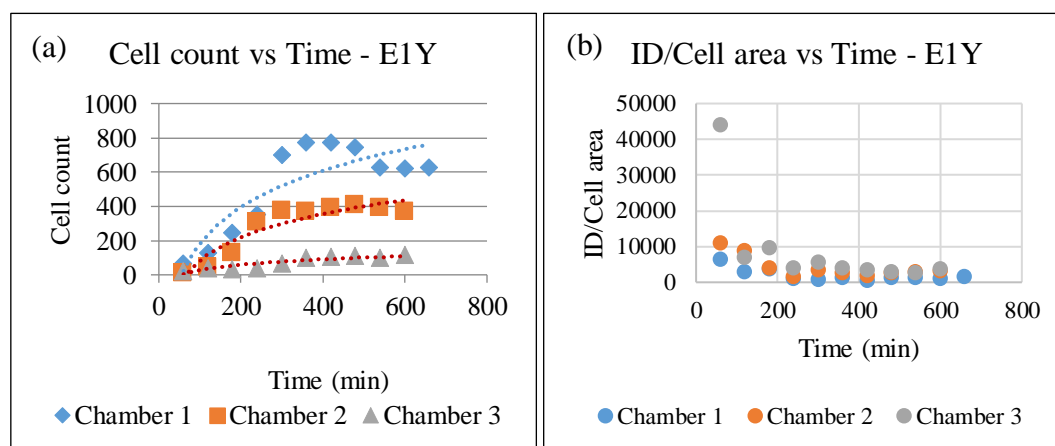 (a) Cell count vs Time - E1Y
Cell count
1000
800
600
400
200
0
0 200 400 600 800
Time (min)
Chamber 1 Chamber 2 Chamber 3
(b) ID/Cell area vs Time - E1Y
ID/Cell area
50000
40000
30000
20000
10000
0
0 200 400 600 800
Time (min)
Chamber 1 Chamber 2 Chamber 3